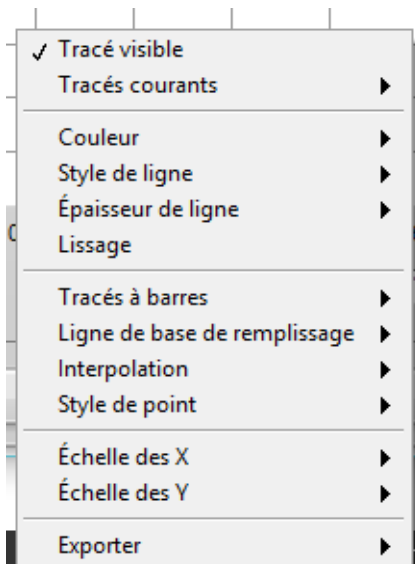 Tracé visible
Tracés courants
Couleur
Style de ligne
Épaisseur de ligne
Lissage
Tracés à barres
Ligne de base de remplissage
Interpolation
Style de point
Échelle des X
Échelle des Y
Exporter